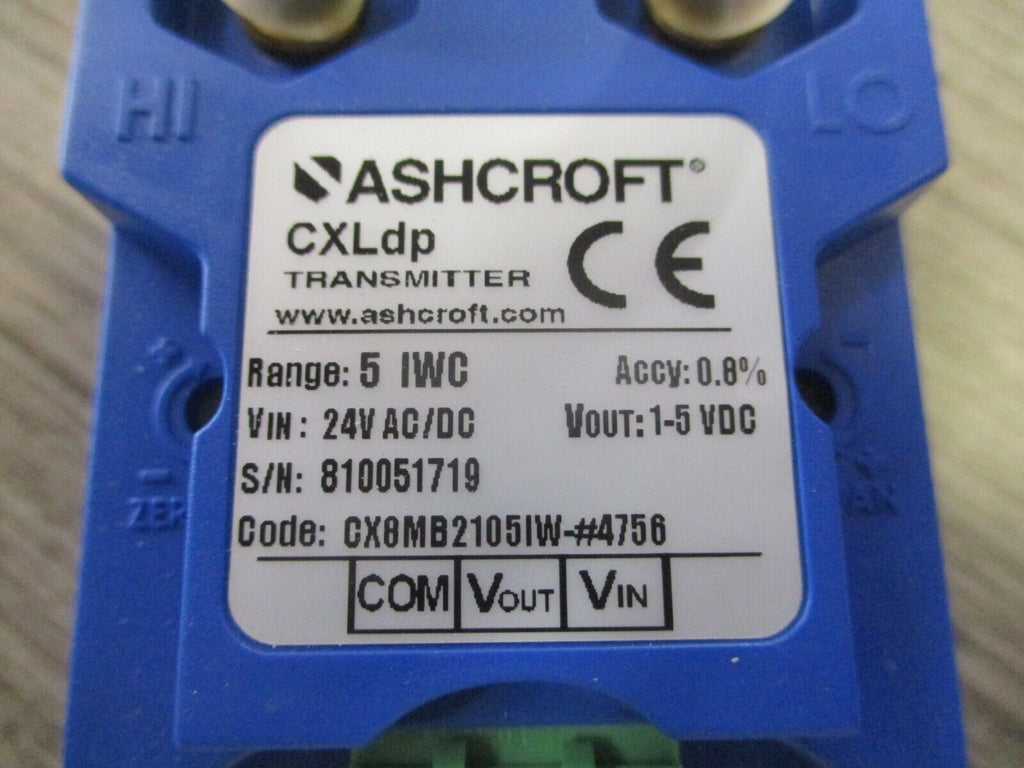 HI LO
ASHCROFT®
CXLdp
TRANSMITTER
www.ashcroft.com
Range: 5 IWC Accy: 0.8%
VIN: 24V AC/DC VOUT: 1-5 VDC
S/N: 810051719
Code: CX8MB2105IW-#4756
COM VOUT VIN
CE